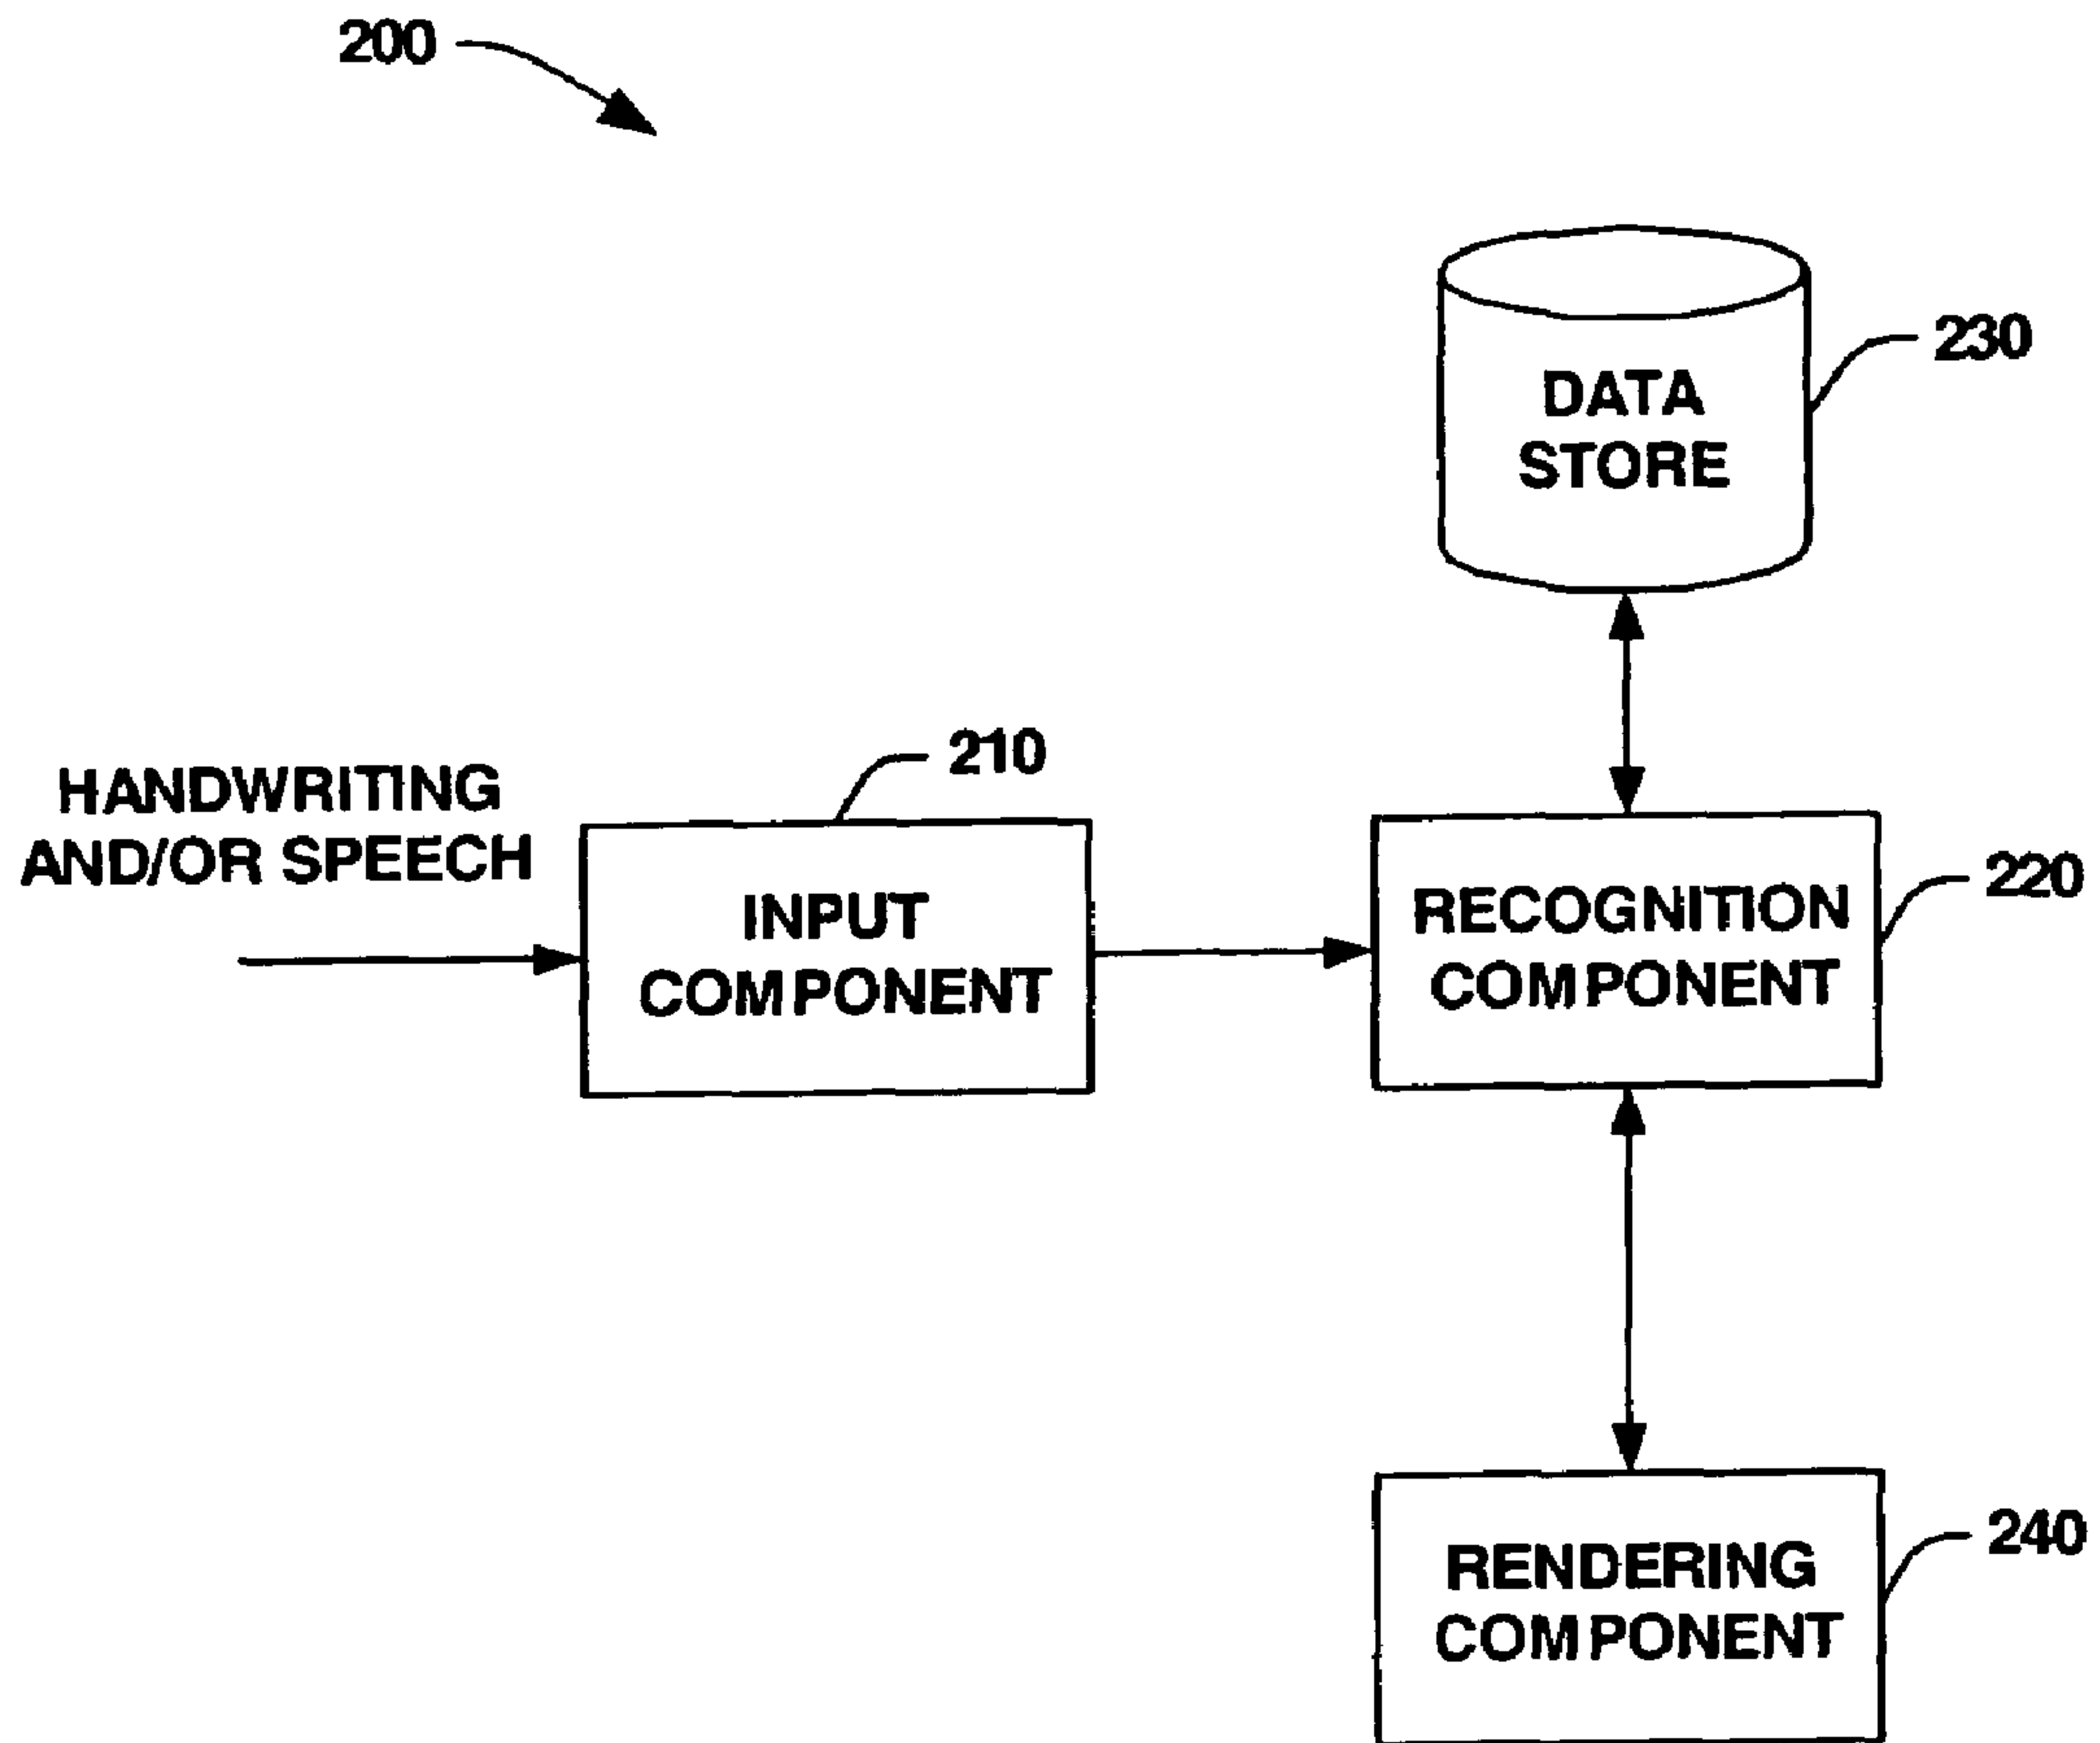 200
230
DATA
STORE
210
HANDWRITING
AND/OR SPEECH
220
INPUT
COMPONENT
RECOGNITION
COMPONENT
240
RENDERING
COMPONENT